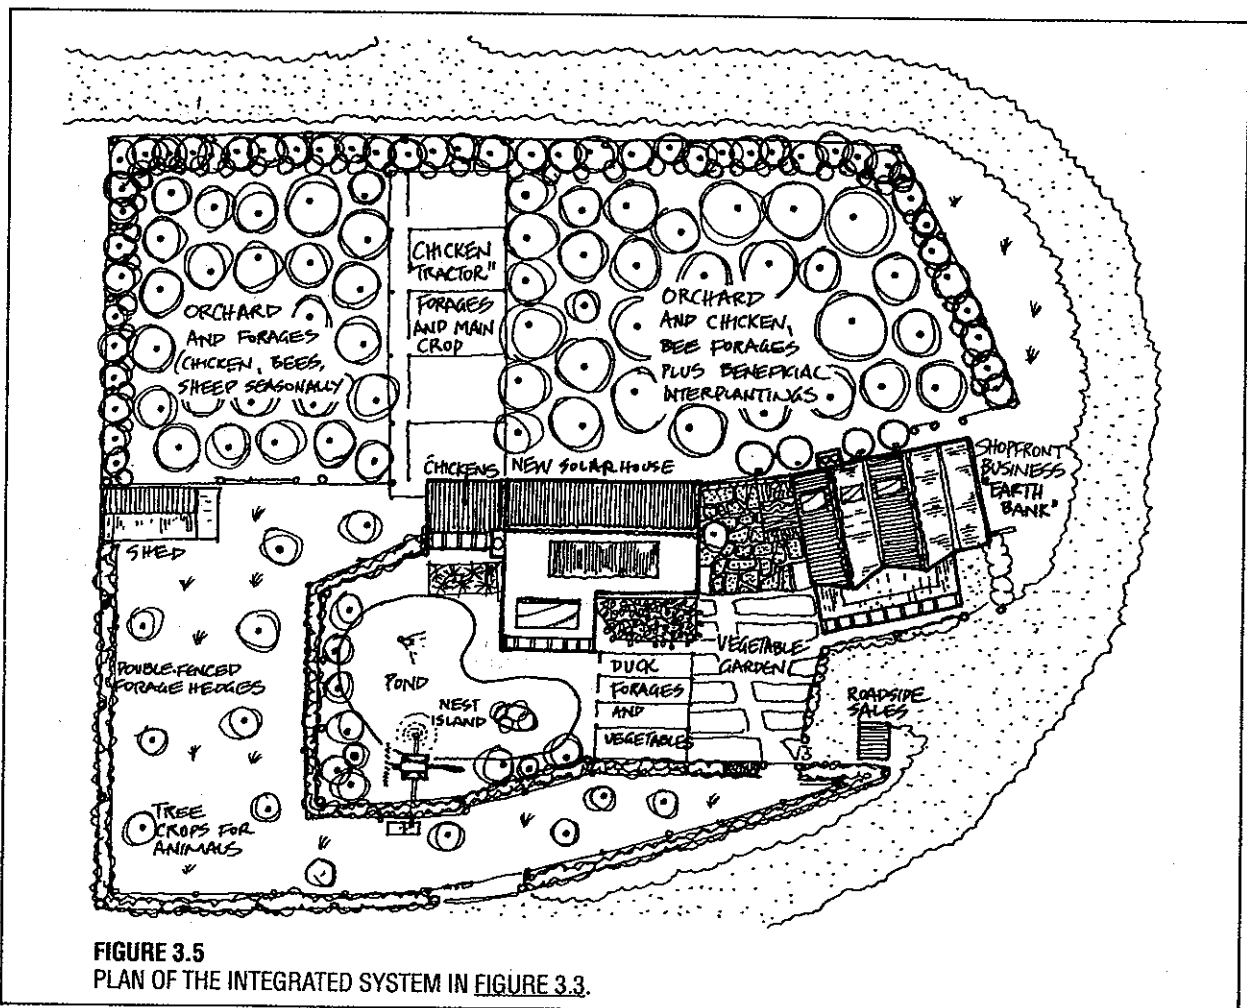 CHICKEN
"TRACTOR"
FORAGES
AND MAIN
CROP
ORCHARD
AND FORAGES
(CHICKEN, BEES,
SHEEP SEASONALLY)
ORCHARD
AND CHICKEN,
BEE FORAGES
PLUS BENEFICIAL
INTERPLANTINGS
CHICKENS
NEW SOLAR HOUSE
SHOPFRONT
BUSINESS
"EARTH
BANK"
SHED
DOUBLE-FENCED
FORAGE HEDGES
POND
NEST
ISLAND
DUCK
FORAGES
AND
VEGETABLES
VEGETABLE
GARDEN
ROADSIDE
SALES
TREE
CROPS FOR
ANIMALS
FIGURE 3.5
PLAN OF THE INTEGRATED SYSTEM IN FIGURE 3.3.